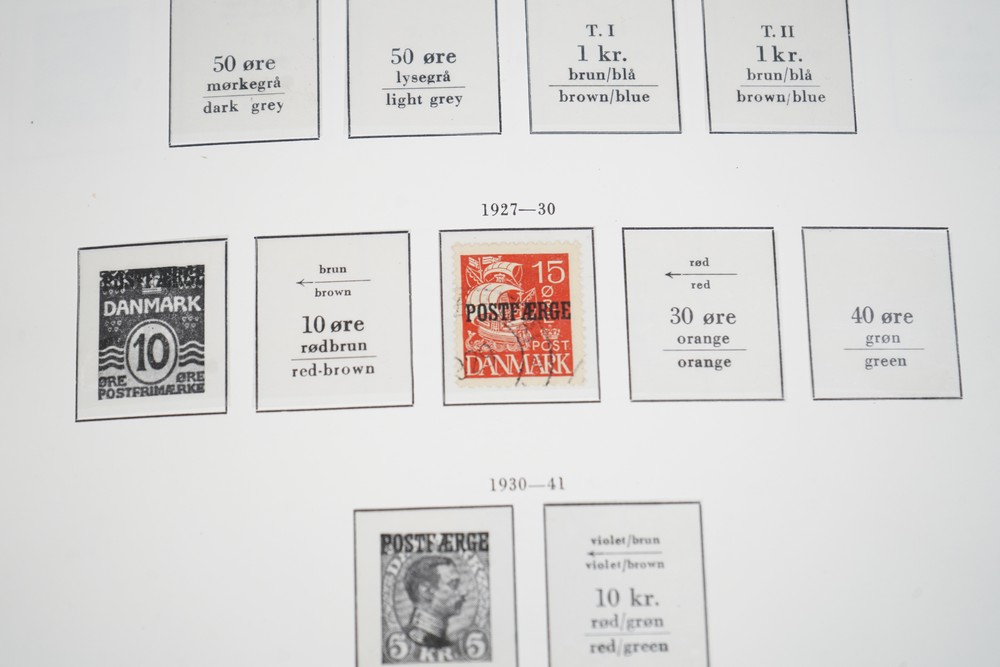 50 øre
mørkegrå
dark grey
50 øre
lysegrå
light grey
T. I
1 kr.
brun/blå
brown/blue
T. II
1 kr.
brun/blå
brown/blue
1927—30
POSTFÆRGE
DANMARK
10
ØRE ØRE
POSTFRIMÆRKE
brun
brown
10 øre
rødbrun
red-brown
15
ØRE
POSTFÆRGE
POST
DANMARK
rød
red
30 øre
orange
orange
40 øre
grøn
green
1930—41
POSTFÆRGE
5 KR. 5
violet/brun
violet/brown
10 kr.
rød/grøn
red/green